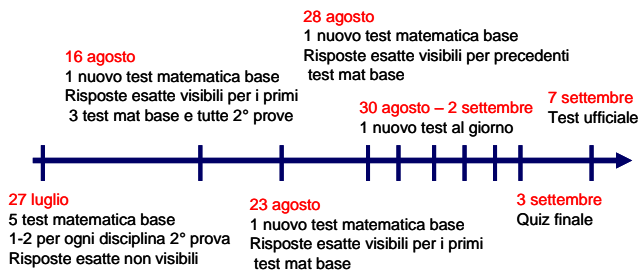 28 agosto
1 nuovo test matematica base
Risposte esatte visibili per precedenti
test mat base
16 agosto
1 nuovo test matematica base
Risposte esatte visibili per i primi
3 test mat base e tutte 2° prove
30 agosto – 2 settembre
1 nuovo test al giorno
7 settembre
Test ufficiale
27 luglio
5 test matematica base
1-2 per ogni disciplina 2° prova
Risposte esatte non visibili
23 agosto
1 nuovo test matematica base
Risposte esatte visibili per i primi
test mat base
3 settembre
Quiz finale